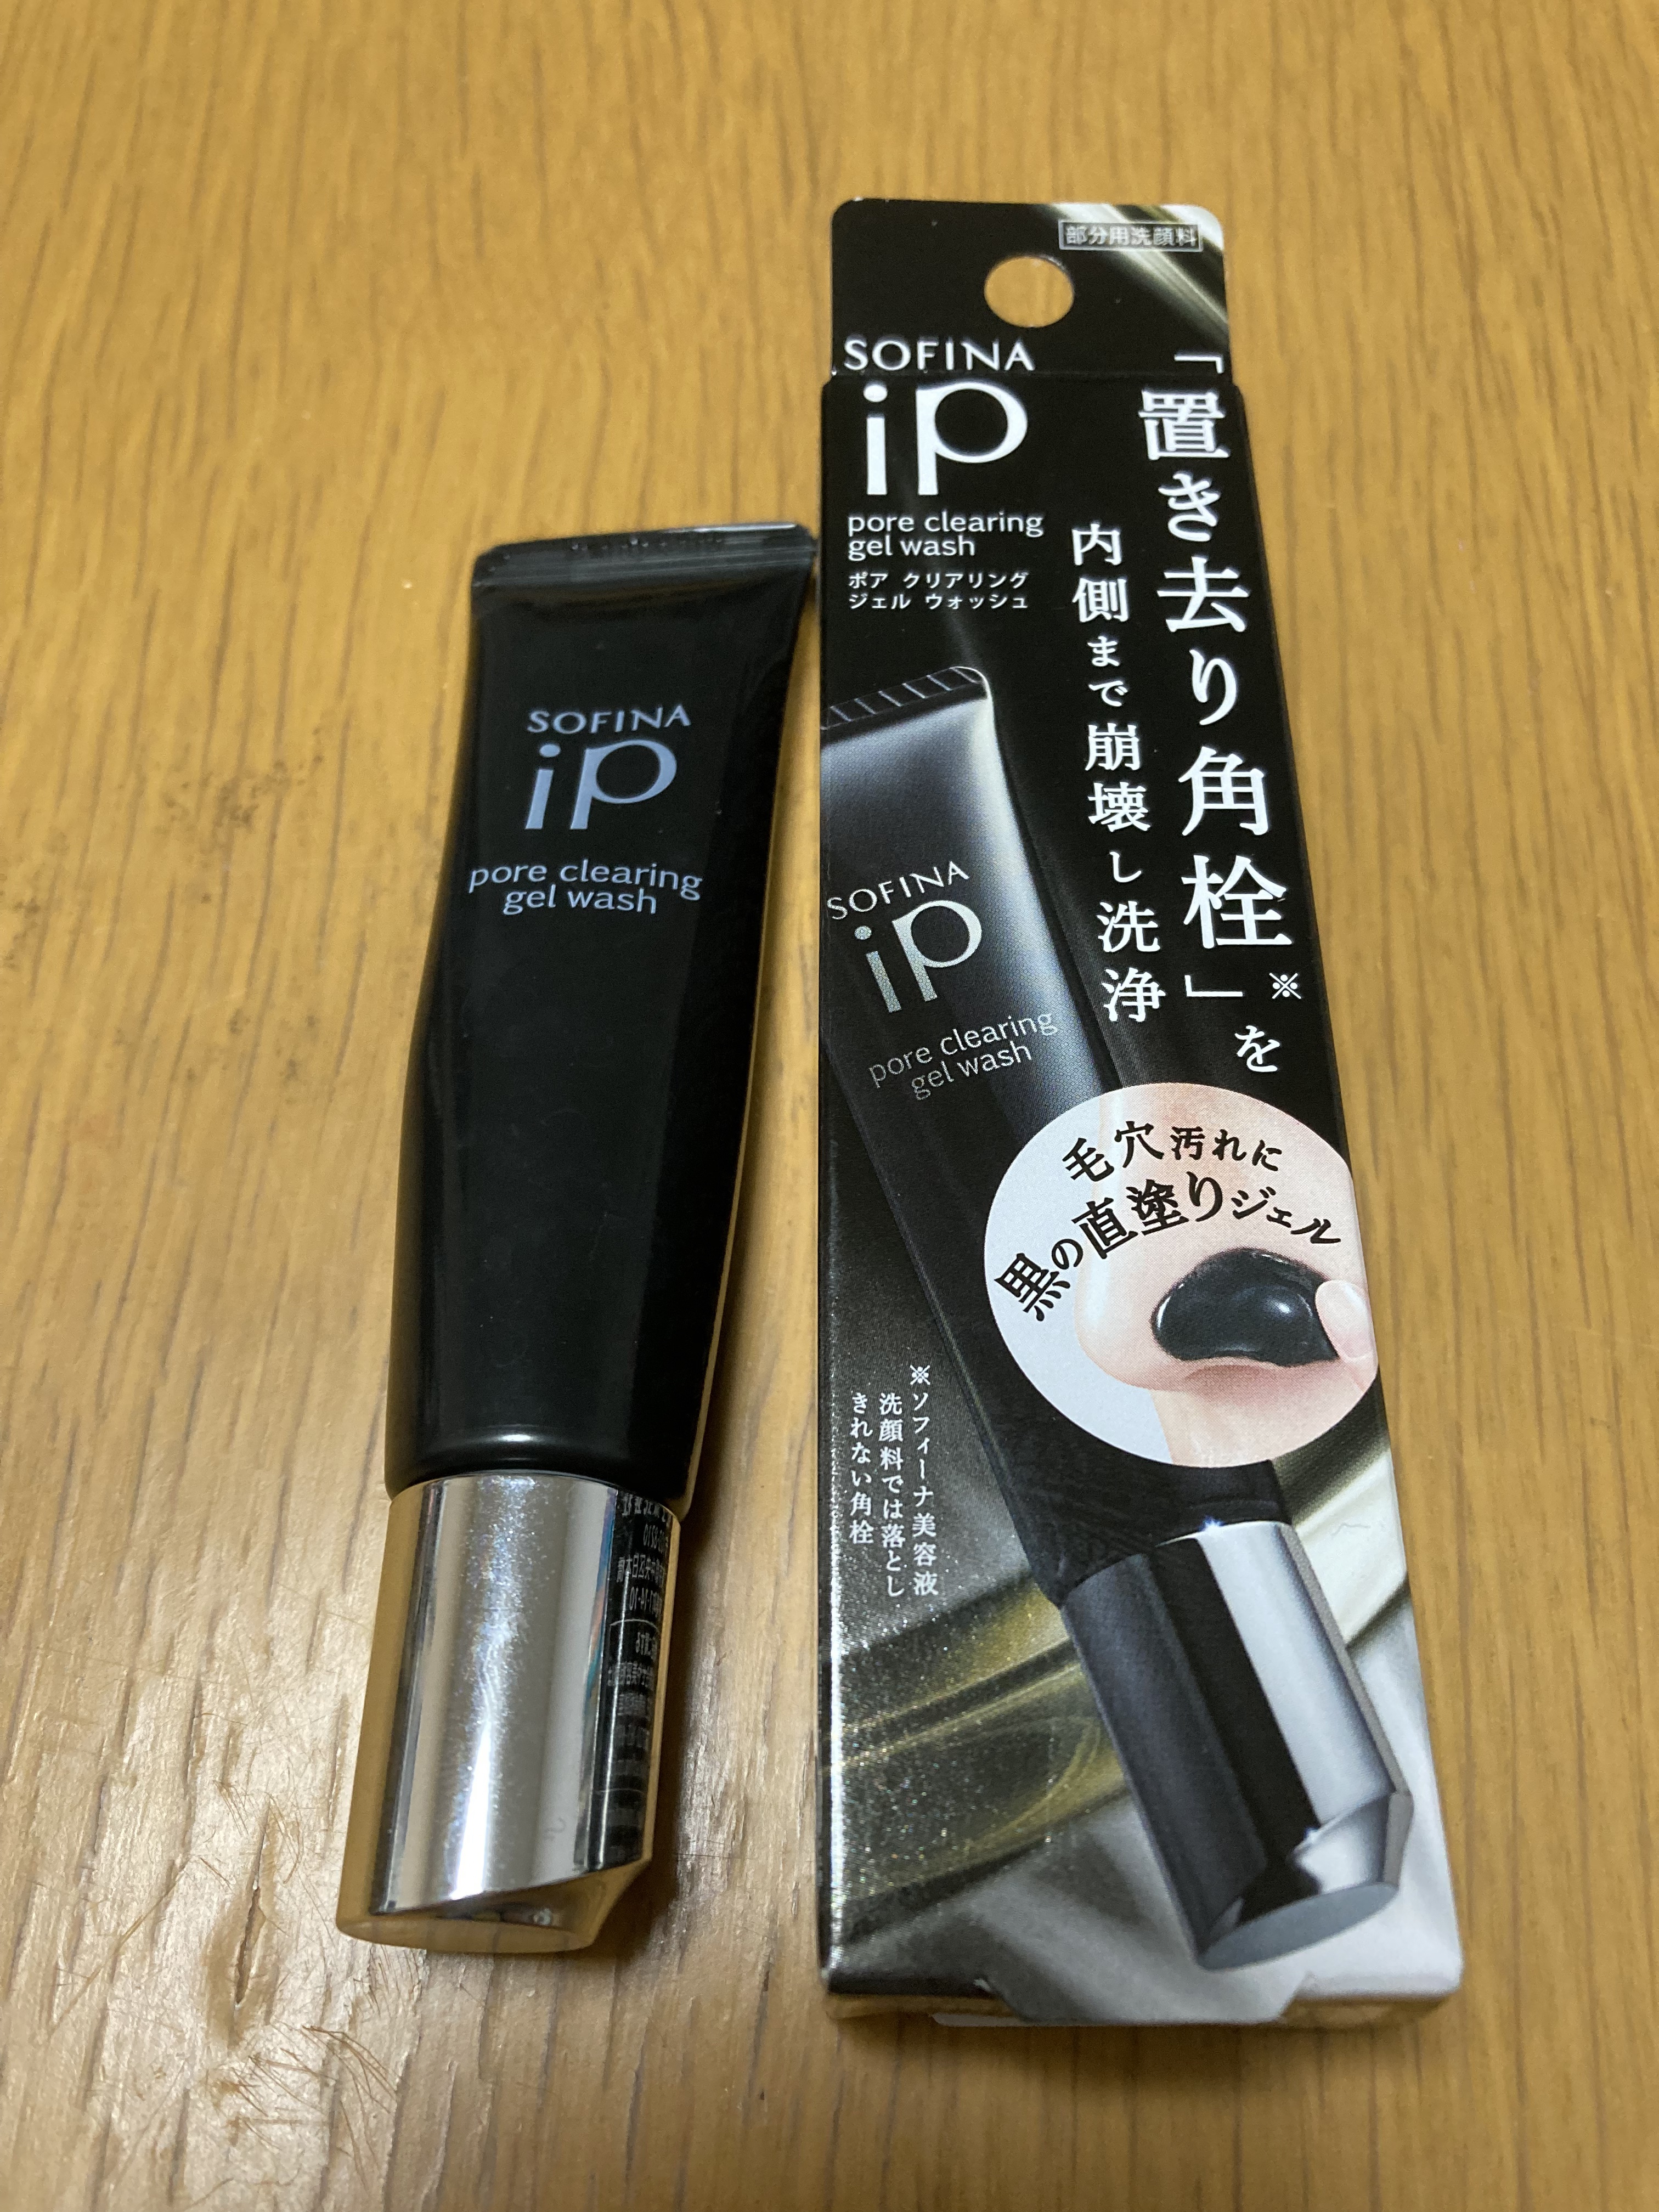 SOFINA
iP
pore clearing
gel wash
部分用洗顔料
SOFINA
iP
pore clearing
gel wash
ポア クリアリング
ジェル ウォッシュ
「置き去り角栓」※を
内側まで崩壊し洗浄
SOFINA
iP
pore clearing
gel wash
毛穴汚れに
黒の直塗りジェル
※ソフィーナ美容液
洗顔料では落とし
きれない角栓